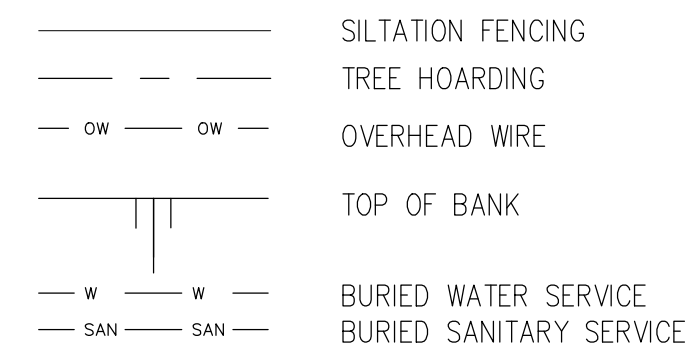 SILTATION FENCING
TREE HOARDING
OW OW OVERHEAD WIRE
TOP OF BANK
W W BURIED WATER SERVICE
SAN SAN BURIED SANITARY SERVICE